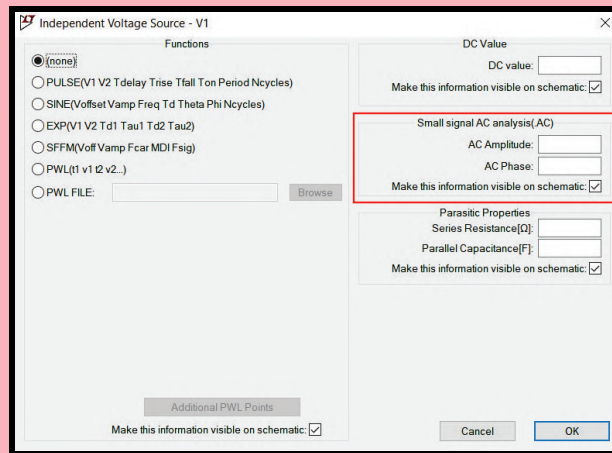 Independent Voltage Source - V1
Functions
(none)
PULSE(V1 V2 Tdelay Trise Tfall Ton Period Ncycles)
SINE(Voffset Vamp Freq Td Theta Phi Ncycles)
EXP(V1 V2 Td1 Tau1 Td2 Tau2)
SFFM(Voff Vamp Fcar MDI Fsig)
PWL(t1 v1 t2 v2...)
PWL FILE:
Browse
Additional PWL Points
Make this information visible on schematic:
DC Value
DC value:
Make this information visible on schematic:
Small signal AC analysis(.AC)
AC Amplitude:
AC Phase:
Make this information visible on schematic:
Parasitic Properties
Series Resistance[Ω]:
Parallel Capacitance[F]:
Make this information visible on schematic:
Cancel
OK